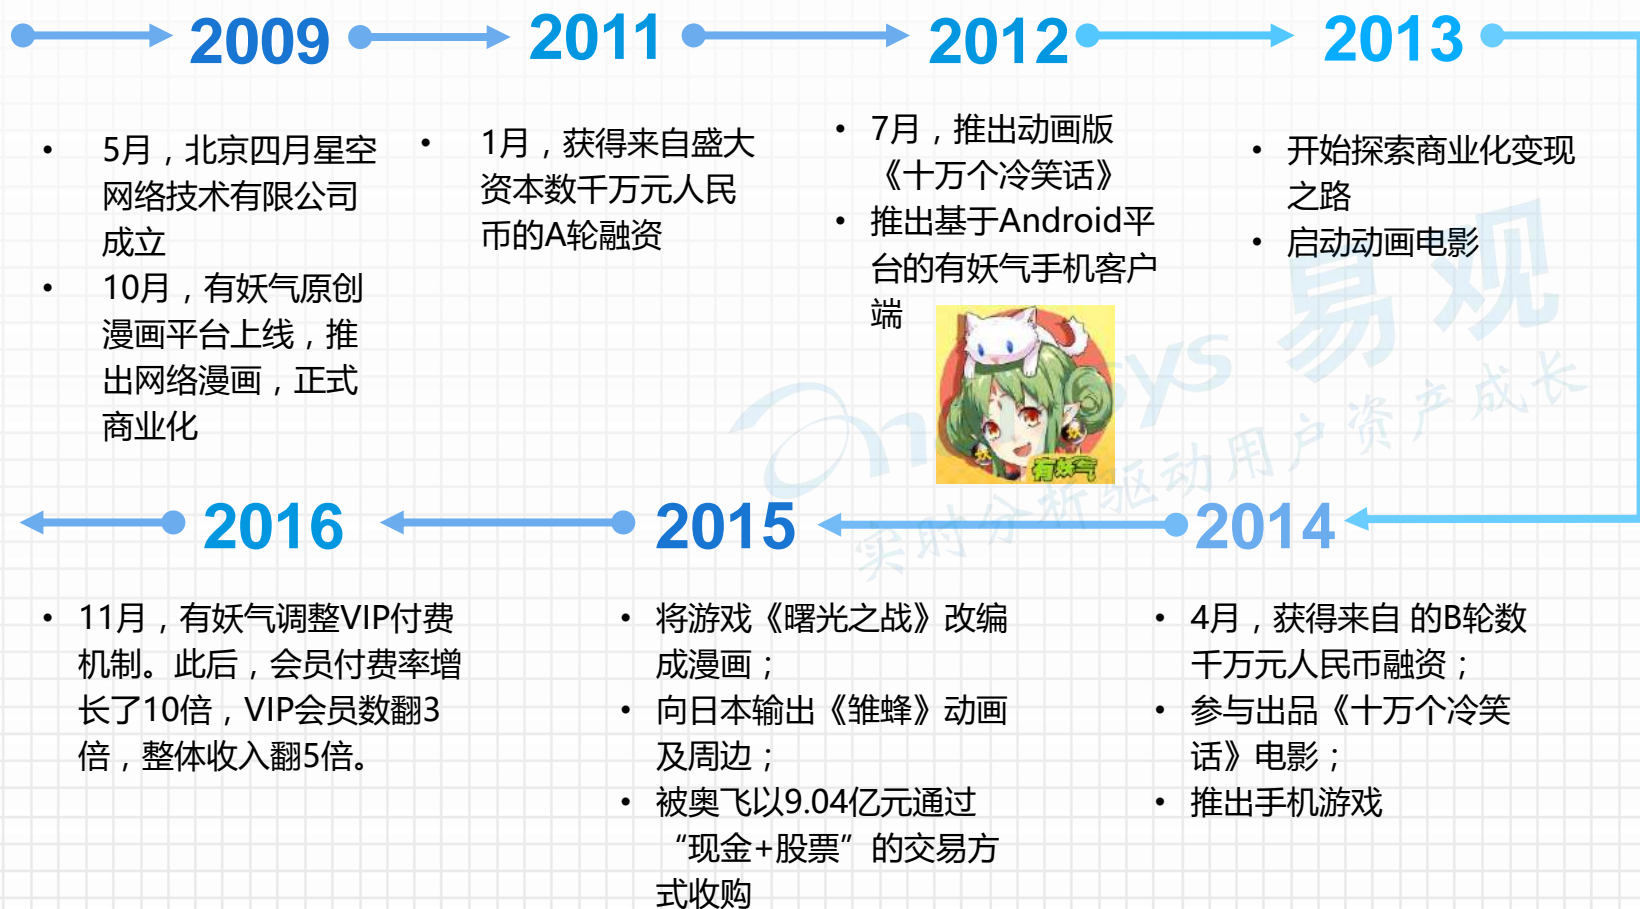 2009
2011
2012
2013
• 5月，北京四月星空
网络技术有限公司
成立
• 10月，有妖气原创
漫画平台上线，推
出网络漫画，正式
商业化
• 1月，获得来自盛大
资本数千万元人民
币的A轮融资
• 7月，推出动画版
《十万个冷笑话》
• 推出基于Android平
台的有妖气手机客户
端
有妖气
• 开始探索商业化变现
之路
• 启动动画电影
analysys 易观
实时分析驱动用户资产成长
2016
2015
2014
• 11月，有妖气调整VIP付费
机制。此后，会员付费率增
长了10倍，VIP会员数翻3
倍，整体收入翻5倍。
• 将游戏《曙光之战》改编
成漫画；
• 向日本输出《雏蜂》动画
及周边；
• 被奥飞以9.04亿元通过
“现金+股票”的交易方
式收购
• 4月，获得来自 的B轮数
千万元人民币融资；
• 参与出品《十万个冷笑
话》电影；
• 推出手机游戏